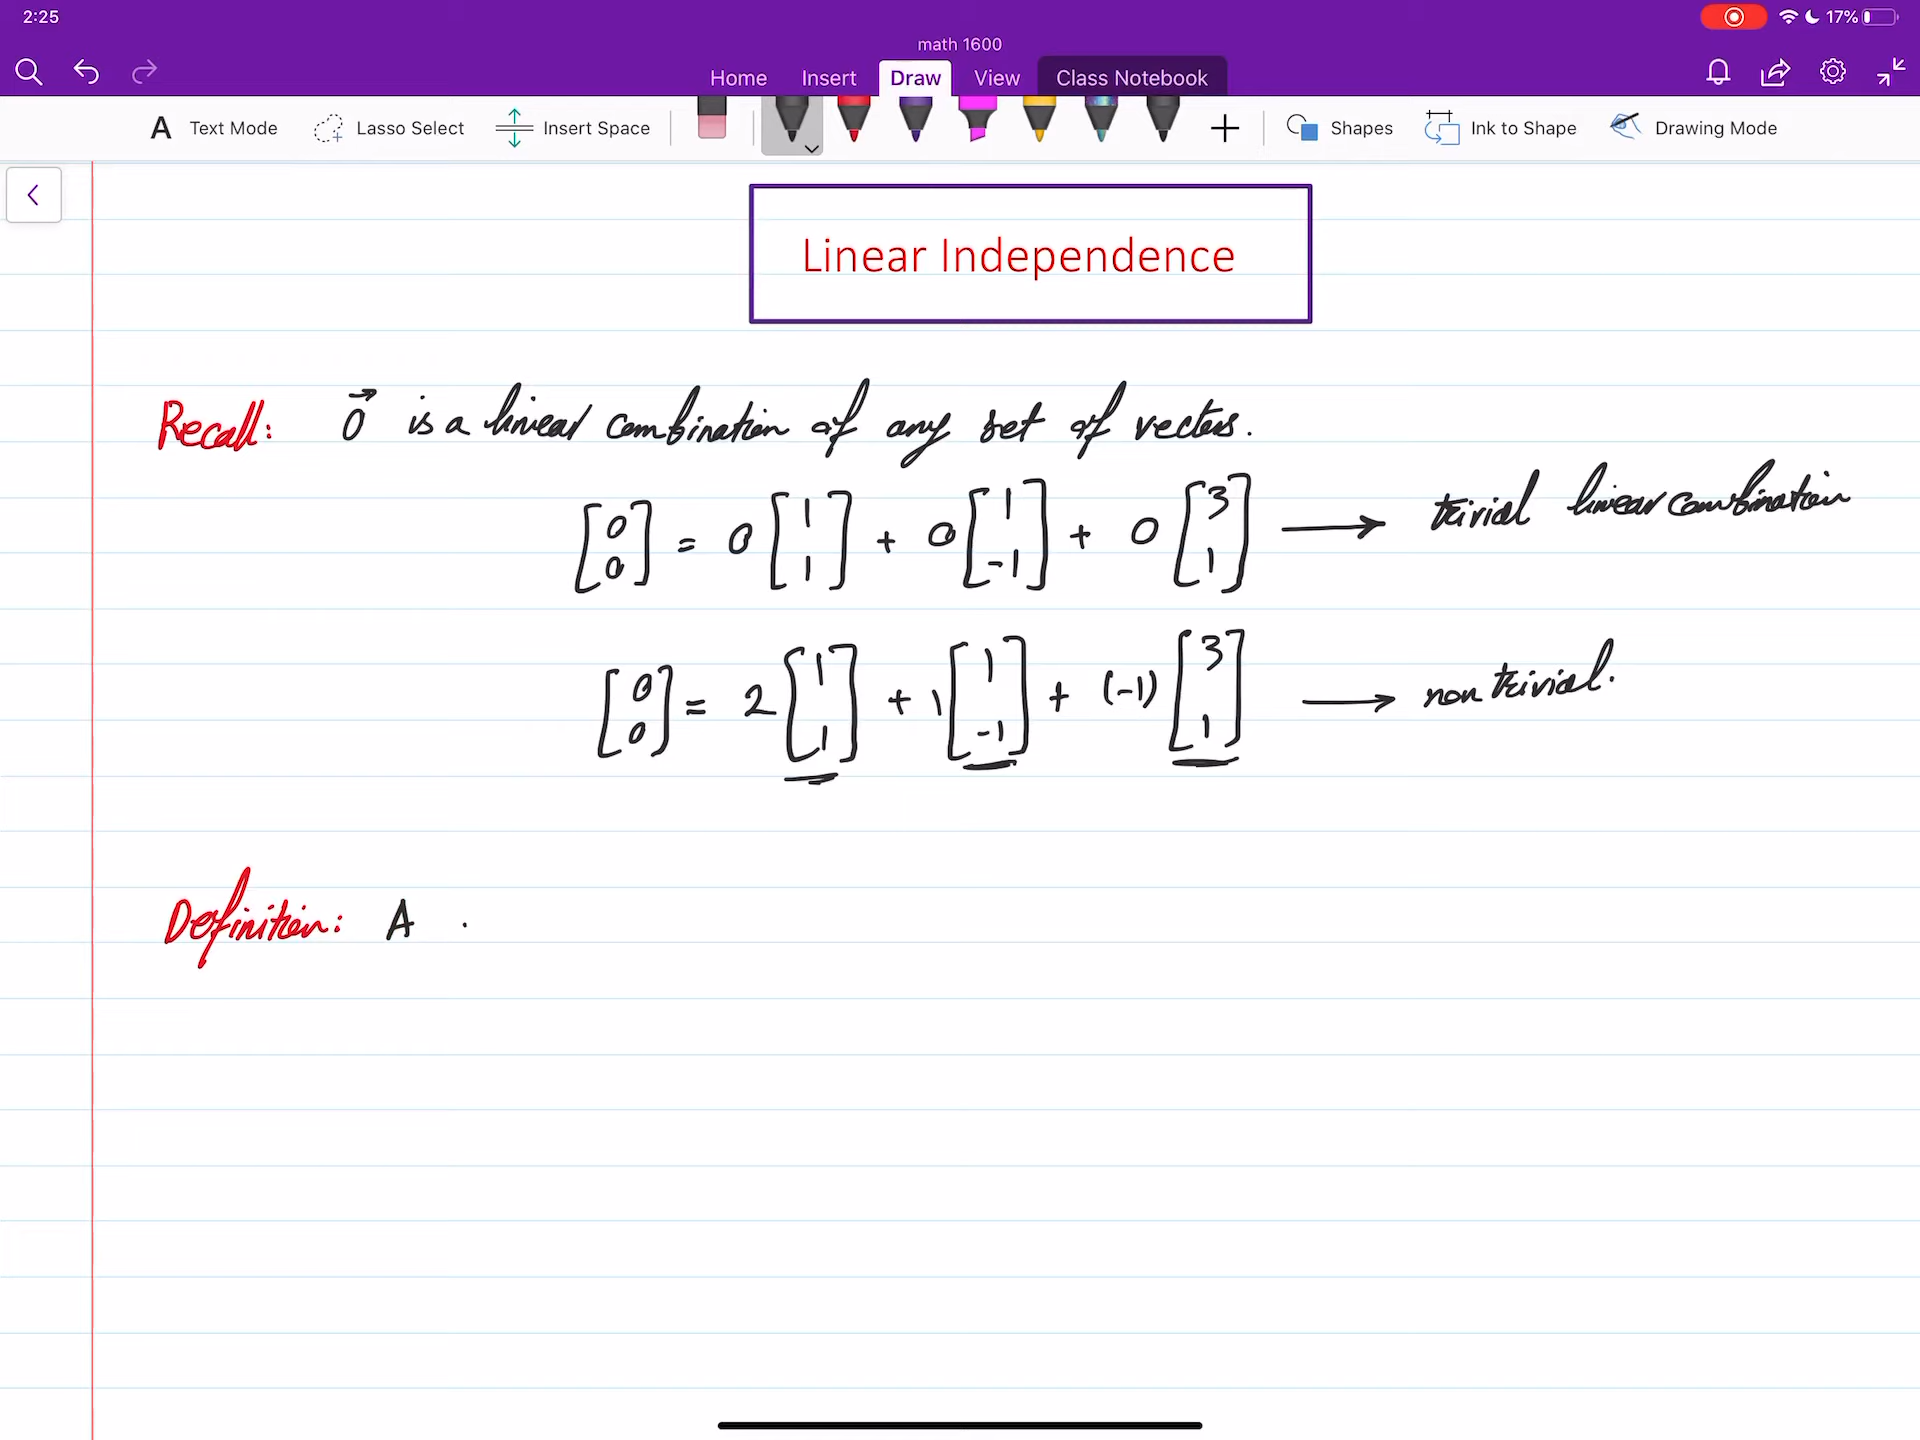 2:25
17%
math 1600
Home Insert Draw View Class Notebook
A Text Mode Lasso Select Insert Space Shapes Ink to Shape Drawing Mode
Linear Independence
Recall: 0⃗ is a linear combination of any set of vectors.
[0 0] = 0 [1 1] + 0 [1 -1] + 0 [3 1] ⟶ trivial linear combination
[0 0] = 2 [1 1] + 1 [1 -1] + (-1) [3 1] ⟶ non trivial.
Definition: A .